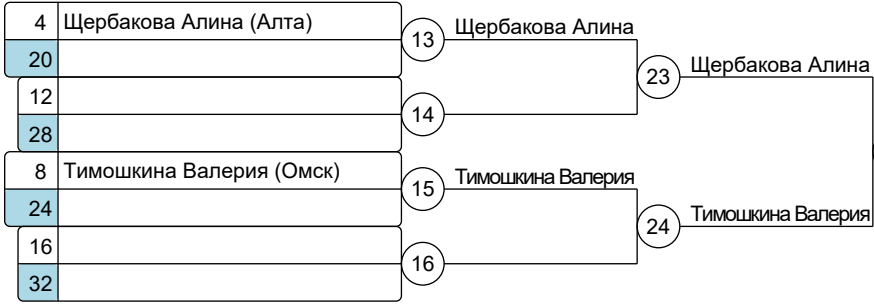 4 Щербакова Алина (Алта)
13 Щербакова Алина
20
23 Щербакова Алина
12
14
28
8 Тимошкина Валерия (Омск)
15 Тимошкина Валерия
24
24 Тимошкина Валерия
16
16
32